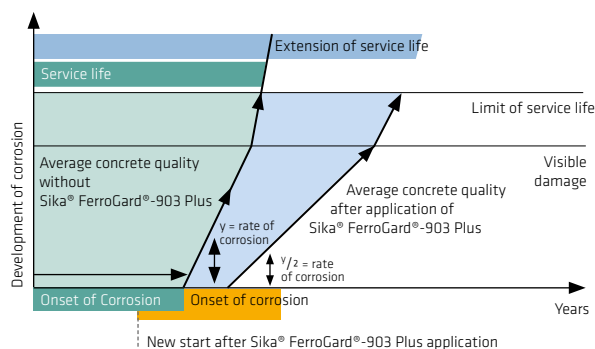 Extension of service life
Service life
Limit of service life
Average concrete quality
without
Sika® FerroGard®-903 Plus
Visible
damage
Average concrete quality
after application of
Sika® FerroGard®-903 Plus
y = rate of
corrosion
y/2 = rate
of corrosion
Development of corrosion
Onset of Corrosion
Onset of corrosion
Years
New start after Sika® FerroGard®-903 Plus application